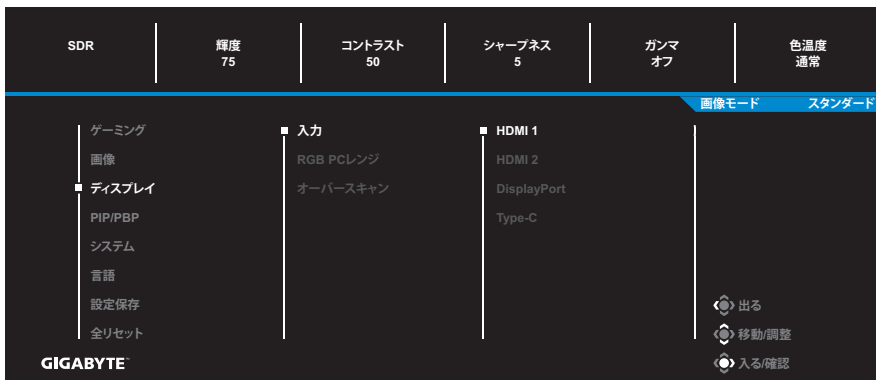 SDR
輝度
75
コントラスト
50
シャープネス
5
ガンマ
オフ
色温度
通常
画像モード スタンダード
ゲーミング
画像
ディスプレイ
PIP/PBP
システム
言語
設定保存
全リセット
入力
RGB PCレンジ
オーバースキャン
HDMI 1
HDMI 2
DisplayPort
Type-C
出る
移動/調整
入る/確認
GIGABYTE™